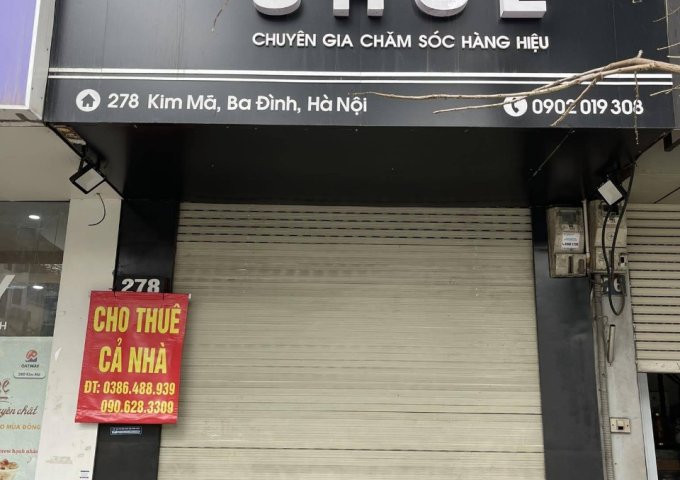 CHUYÊN GIA CHĂM SÓC HÀNG HIỆU
278 Kim Mã, Ba Đình, Hà Nội
0902 019 308
278
CHO THUÊ
CẢ NHÀ
ĐT: 0386.488.939
090.628.3309
OATWAY